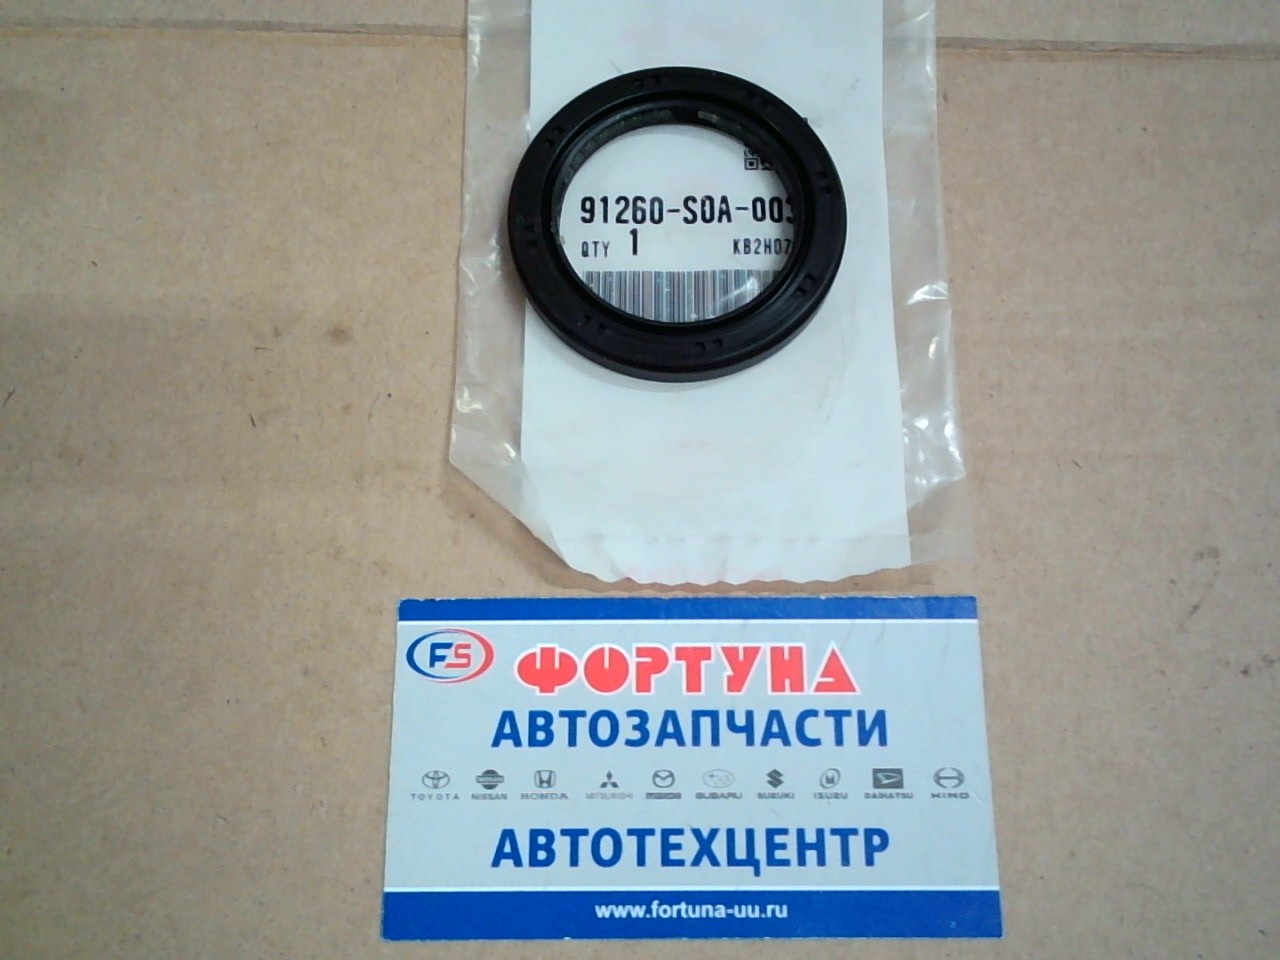 91260-S0A-003
QTY 1 KB2H07
FS ФОРТУНА
АВТОЗАПЧАСТИ
TOYOTA NISSAN HONDA MITSUBISHI mazda SUBARU SUZUKI ISUZU DAIHATSU HINO
АВТОТЕХЦЕНТР
www.fortuna-uu.ru